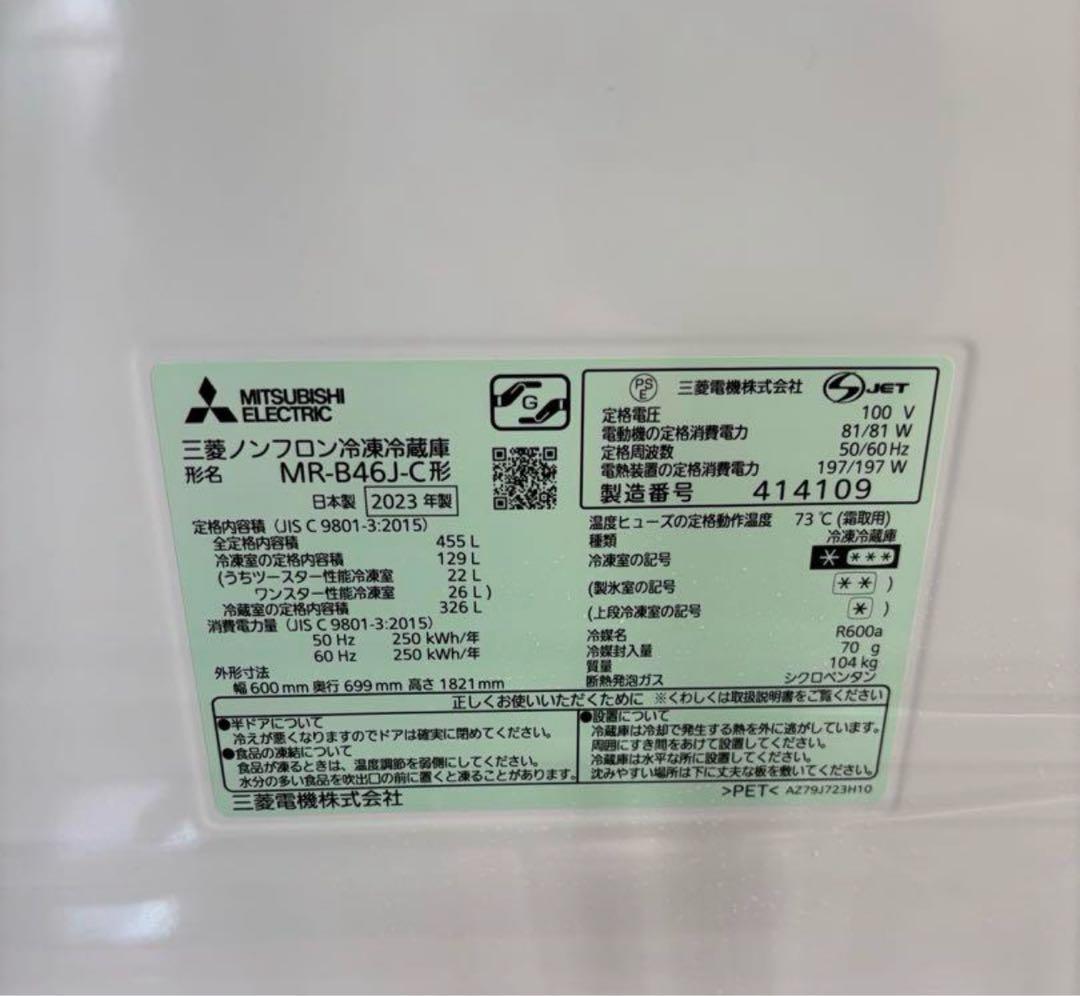 MITSUBISHI
ELECTRIC
G
三菱ノンフロン冷凍冷蔵庫
形名 MR-B46J-C形
日本製 2023 年製
定格内容積（JIS C 9801-3:2015）
全定格内容積 455 L
冷凍室の定格内容積 129 L
(うちツースター性能冷凍室 22 L
ワンスター性能冷凍室 26 L )
冷蔵室の定格内容積 326 L
消費電力量（JIS C 9801-3:2015）
50 Hz 250 kWh/年
60 Hz 250 kWh/年
外形寸法
幅 600 mm 奥行 699 mm 高さ 1821 mm
PS
E 三菱電機株式会社 JET
定格電圧 100 V
電動機の定格消費電力 81/81 W
定格周波数 50/60 Hz
電熱装置の定格消費電力 197/197 W
製造番号 414109
温度ヒューズの定格動作温度 73 ℃ (霜取用)
種類 冷凍冷蔵庫
冷凍室の記号 * ***
(製氷室の記号 ** )
(上段冷凍室の記号 * )
冷媒名 R600a
冷媒封入量 70 g
質量 104 kg
断熱発泡ガス シクロペンタン
正しくお使いいただくために ※くわしくは取扱説明書をご覧ください
●半ドアについて
冷えが悪くなりますのでドアは確実に閉めてください。
●食品の凍結について
食品が凍るときは、温度調節を弱側にしてください。
水分の多い食品を吹出口の前に置くと凍ることがあります。
●設置について
冷蔵庫は冷却で発生する熱を外に逃がしています。
周囲にすき間をあけて設置してください。
冷蔵庫は水平な所に設置してください。
沈みやすい場所は下に丈夫な板を敷いてください。
三菱電機株式会社
>PET< AZ79J723H10